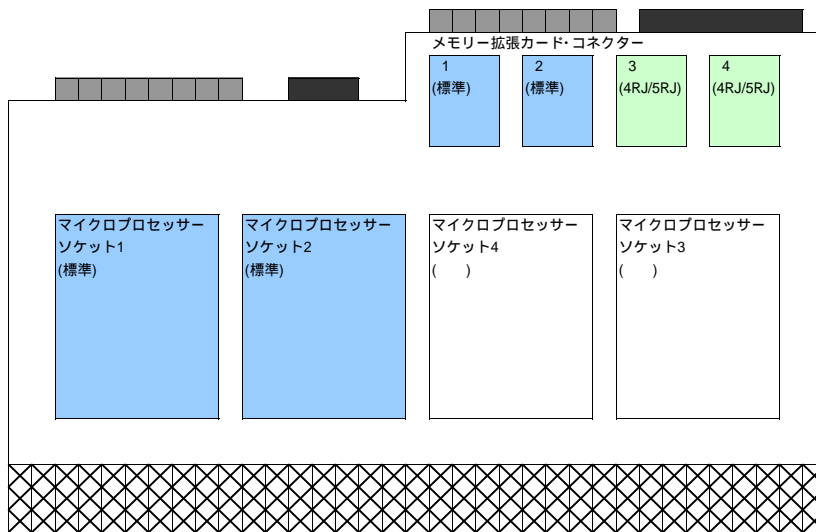 メモリー拡張カード・コネクター
1
(標準)
2
(標準)
3
(4RJ/5RJ)
4
(4RJ/5RJ)
マイクロプロセッサー
ソケット1
(標準)
マイクロプロセッサー
ソケット2
(標準)
マイクロプロセッサー
ソケット4
(　　)
マイクロプロセッサー
ソケット3
(　　)